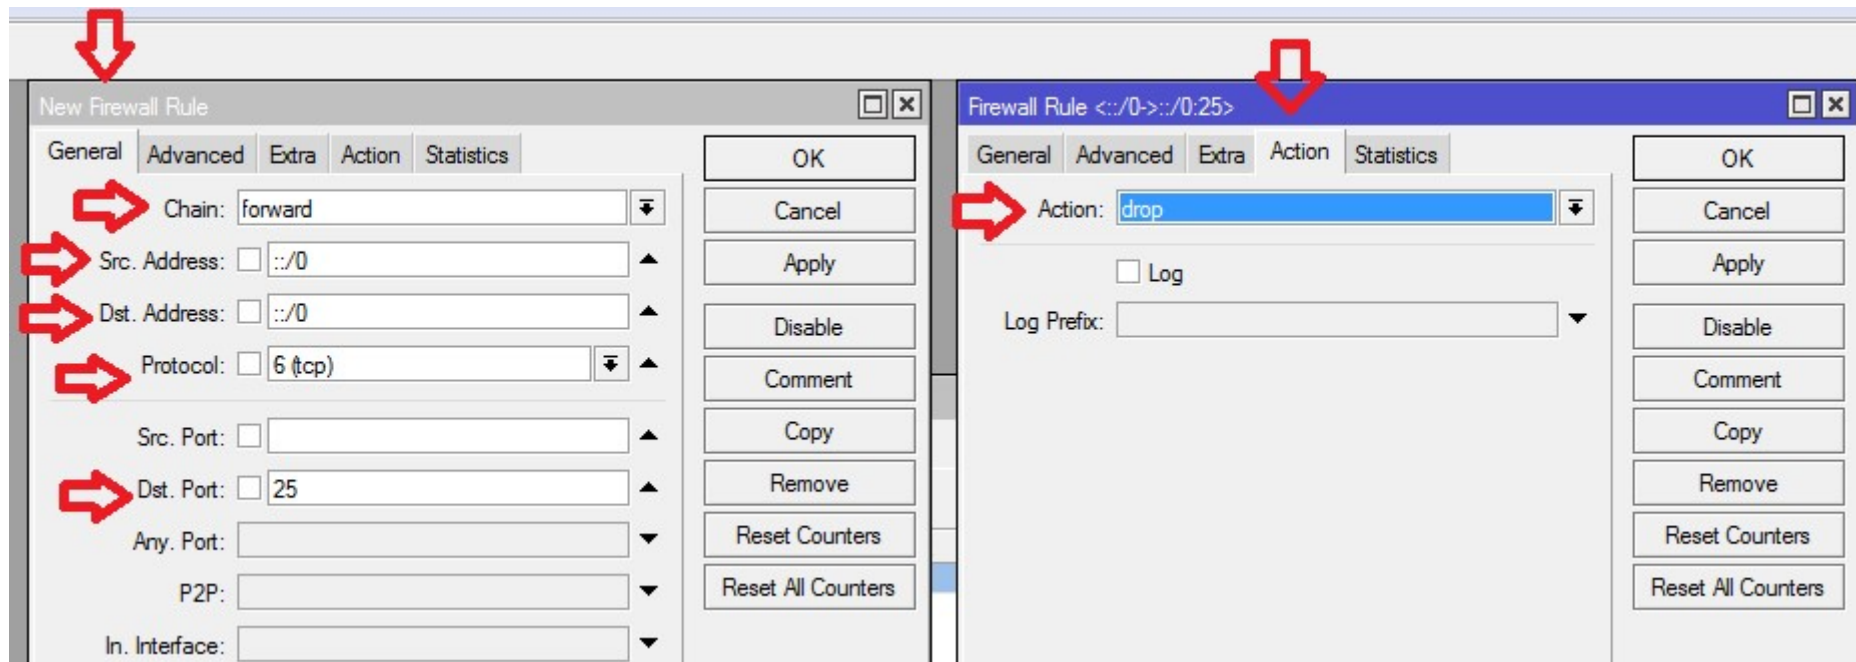 New Firewall Rule
General Advanced Extra Action Statistics
OK
Chain: forward
Cancel
Src. Address: ::/0
Apply
Dst. Address: ::/0
Disable
Protocol: 6 (tcp)
Comment
Src. Port:
Copy
Dst. Port: 25
Remove
Any. Port:
Reset Counters
P2P:
Reset All Counters
In. Interface:
Firewall Rule <::/0->::/0:25>
General Advanced Extra Action Statistics
OK
Action: drop
Cancel
Log
Apply
Log Prefix:
Disable
Comment
Copy
Remove
Reset Counters
Reset All Counters